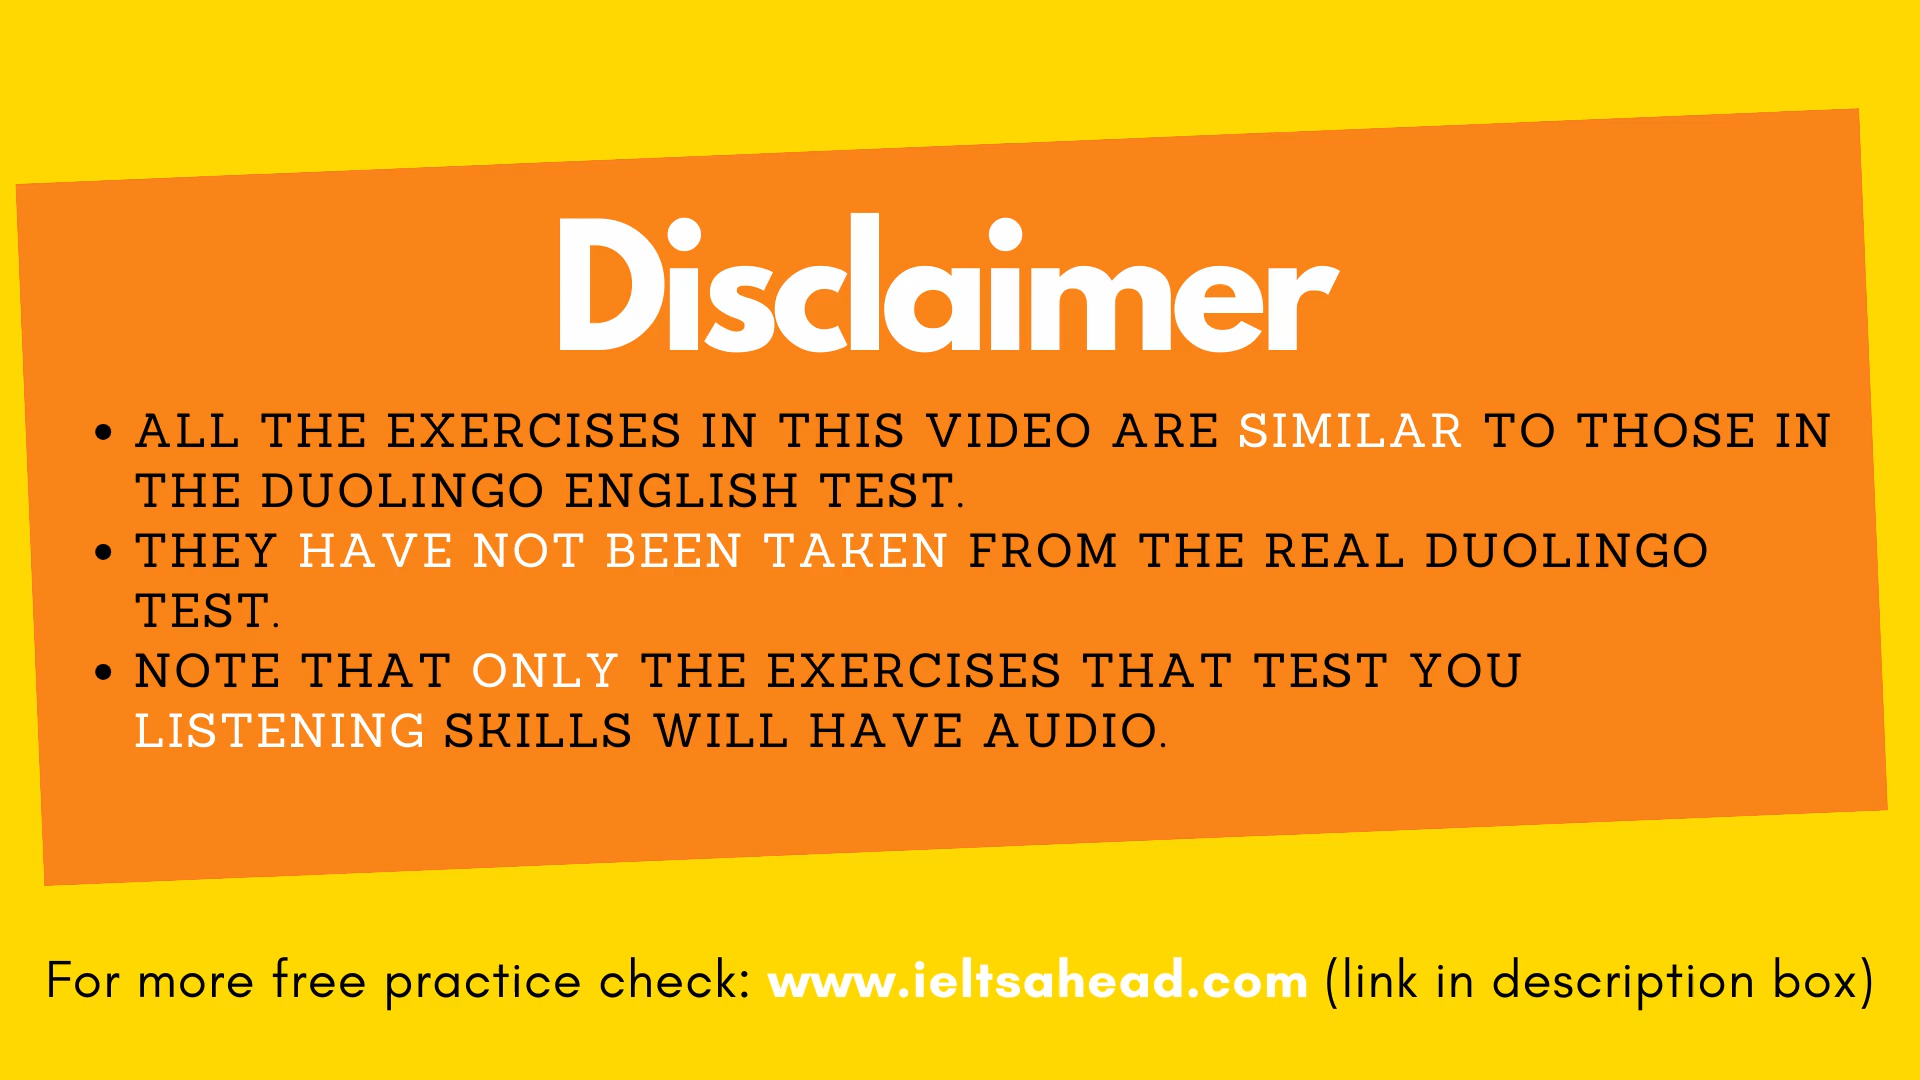 Disclaimer
• ALL THE EXERCISES IN THIS VIDEO ARE SIMILAR TO THOSE IN
THE DUOLINGO ENGLISH TEST.
• THEY HAVE NOT BEEN TAKEN FROM THE REAL DUOLINGO
TEST.
• NOTE THAT ONLY THE EXERCISES THAT TEST YOU
LISTENING SKILLS WILL HAVE AUDIO.
For more free practice check: www.ieltsahead.com (link in description box)